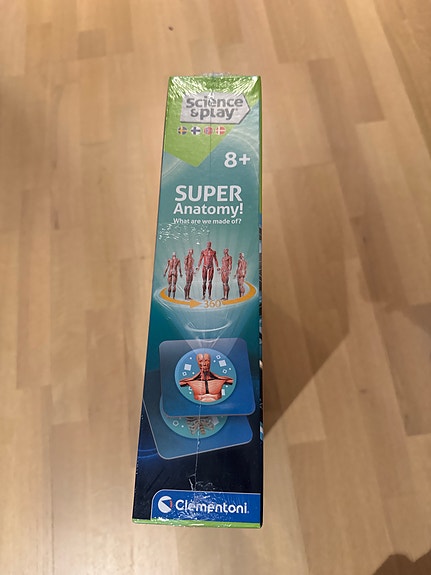 Science
&play
8+
SUPER
Anatomy!
What are we made of?
360°
Clementoni